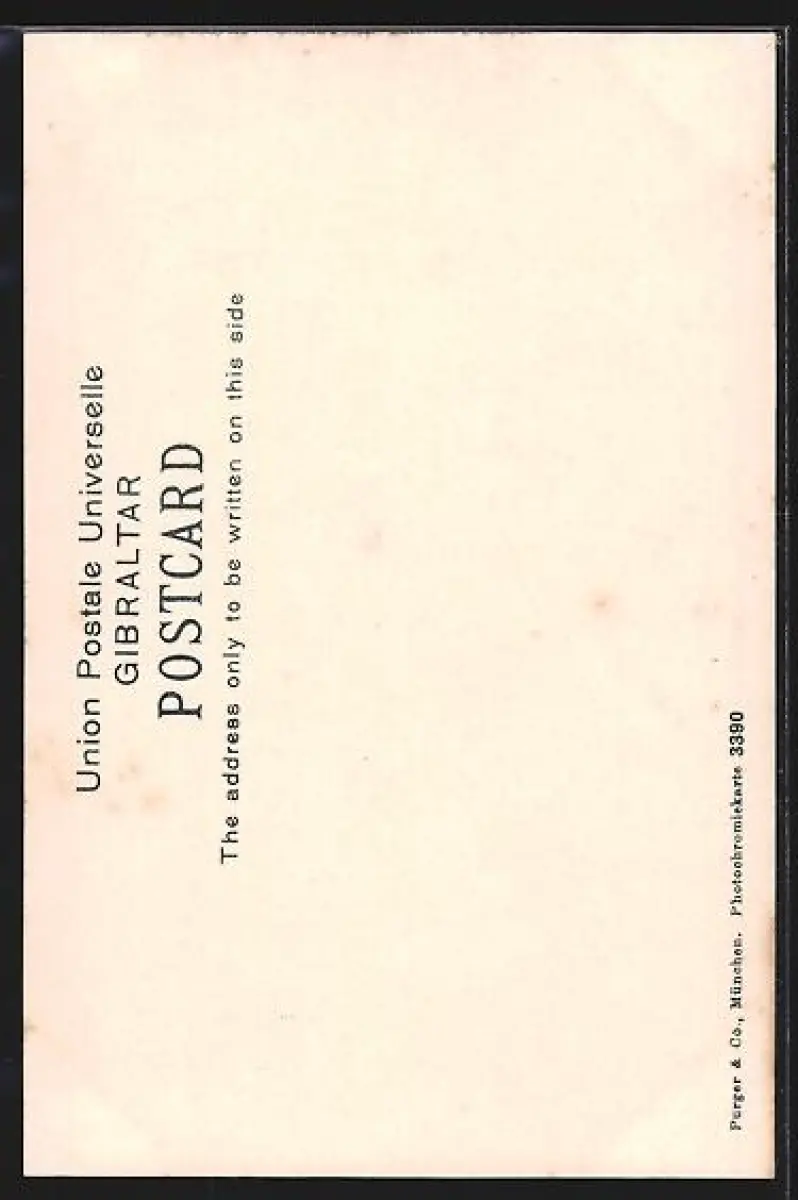 Union Postale Universelle
GIBRALTAR
POSTCARD
The address only to be written on this side
Purger & Co., München. Photochromiekarte 3390